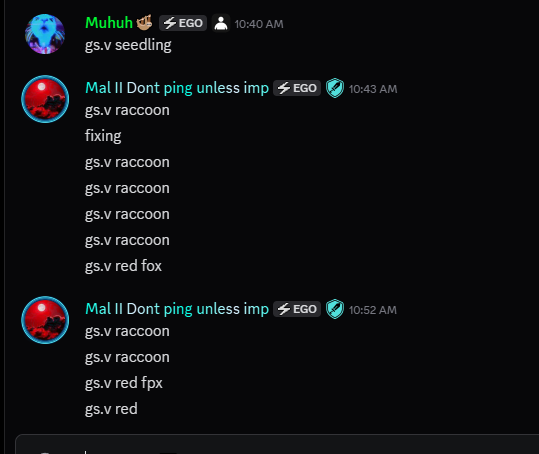 Muhuh EGO 10:40 AM
gs.v seedling
Mal II Dont ping unless imp EGO 10:43 AM
gs.v raccoon
fixing
gs.v raccoon
gs.v raccoon
gs.v raccoon
gs.v raccoon
gs.v red fox
Mal II Dont ping unless imp EGO 10:52 AM
gs.v raccoon
gs.v raccoon
gs.v red fpx
gs.v red